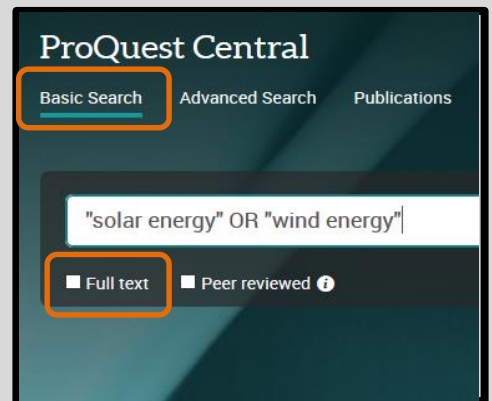 ProQuest Central
Basic Search Advanced Search Publications
"solar energy" OR "wind energy"
Full text Peer reviewed i